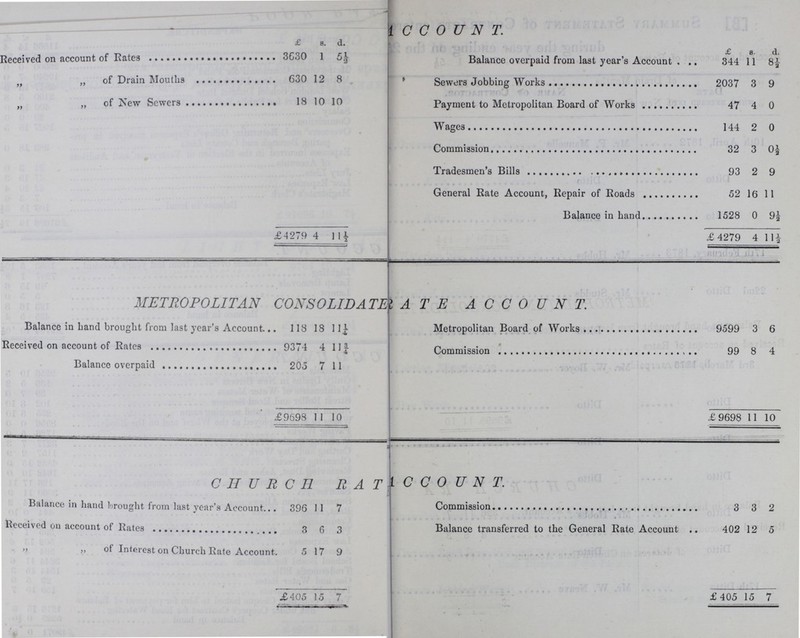 ACCOUNT.
£ s. d.
Received on account of Rates .................... 3630 1 5½
„ „ of Drain Mouths ............ 630 12 8
„ „ of New Sewers .............. 18 10 10
£4279 4 11½
£ s. d.
Balance overpaid from last year's Account . .. 344 11 8½
Sewers Jobbing Works ........................ 2037 3 9
Payment to Metropolitan Board of Works .......... 47 4 0
Wages ...................................... 144 2 0
Commission .................................. 32 3 0½
Tradesmen's Bills ............................ 93 2 9
General Rate Account, Repair of Roads .......... 52 16 11
Balance in hand .......... 1528 0 9½
£4279 4 11½
METROPOLITAN CONSOLIDATE RATE ACCOUNT.
Balance in hand brought from last year's Account... 118 18 11¼
Received on account of Rates .................... 9374 4 11¾
Balance overpaid .................... 205 7 11
£9698 11 10
Metropolitan Board of Works .................... 9599 3 6
Commission .................................. 99 8 4
£9698 11 10
CHURCH RAT ACCOUNT.
Balance in hand brought from last year's Account... 396 11 7
Received on account of Rates .................... 3 6 3
„ „ of Interest on Church Rate Account. 5 17 9
£405 15 7
Commission .................................. 3 3 2
Balance transferred to the General Rate Account .. 402 12 5
£405 15 7